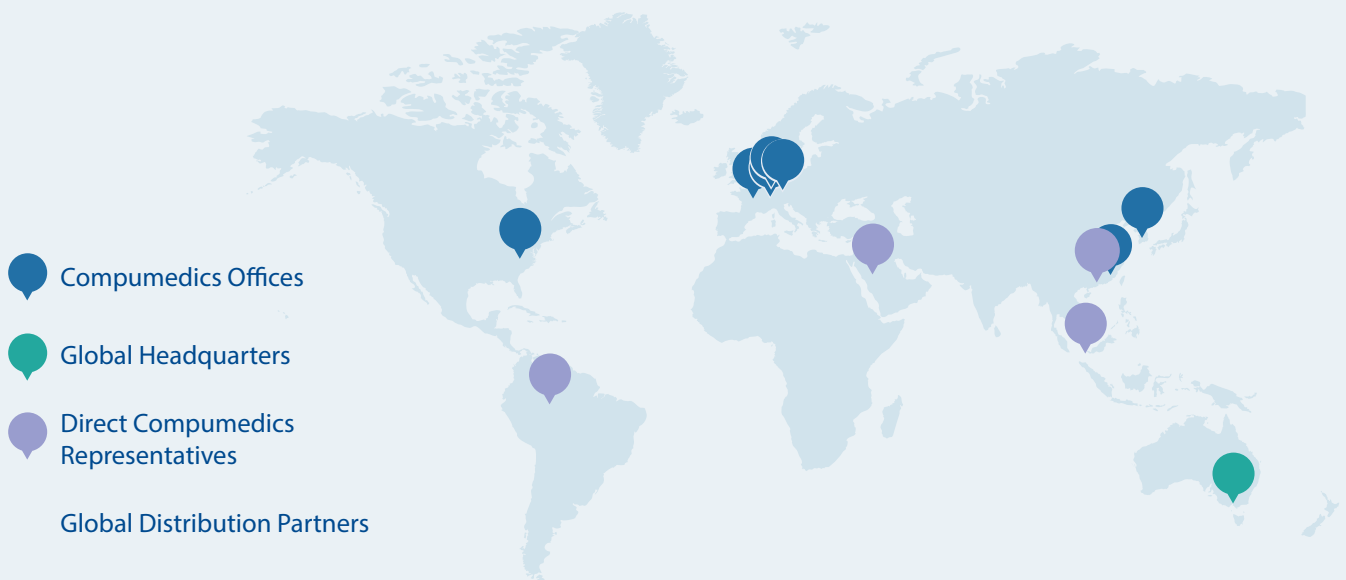 Compumedics Offices
Global Headquarters
Direct Compumedics
Representatives
Global Distribution Partners